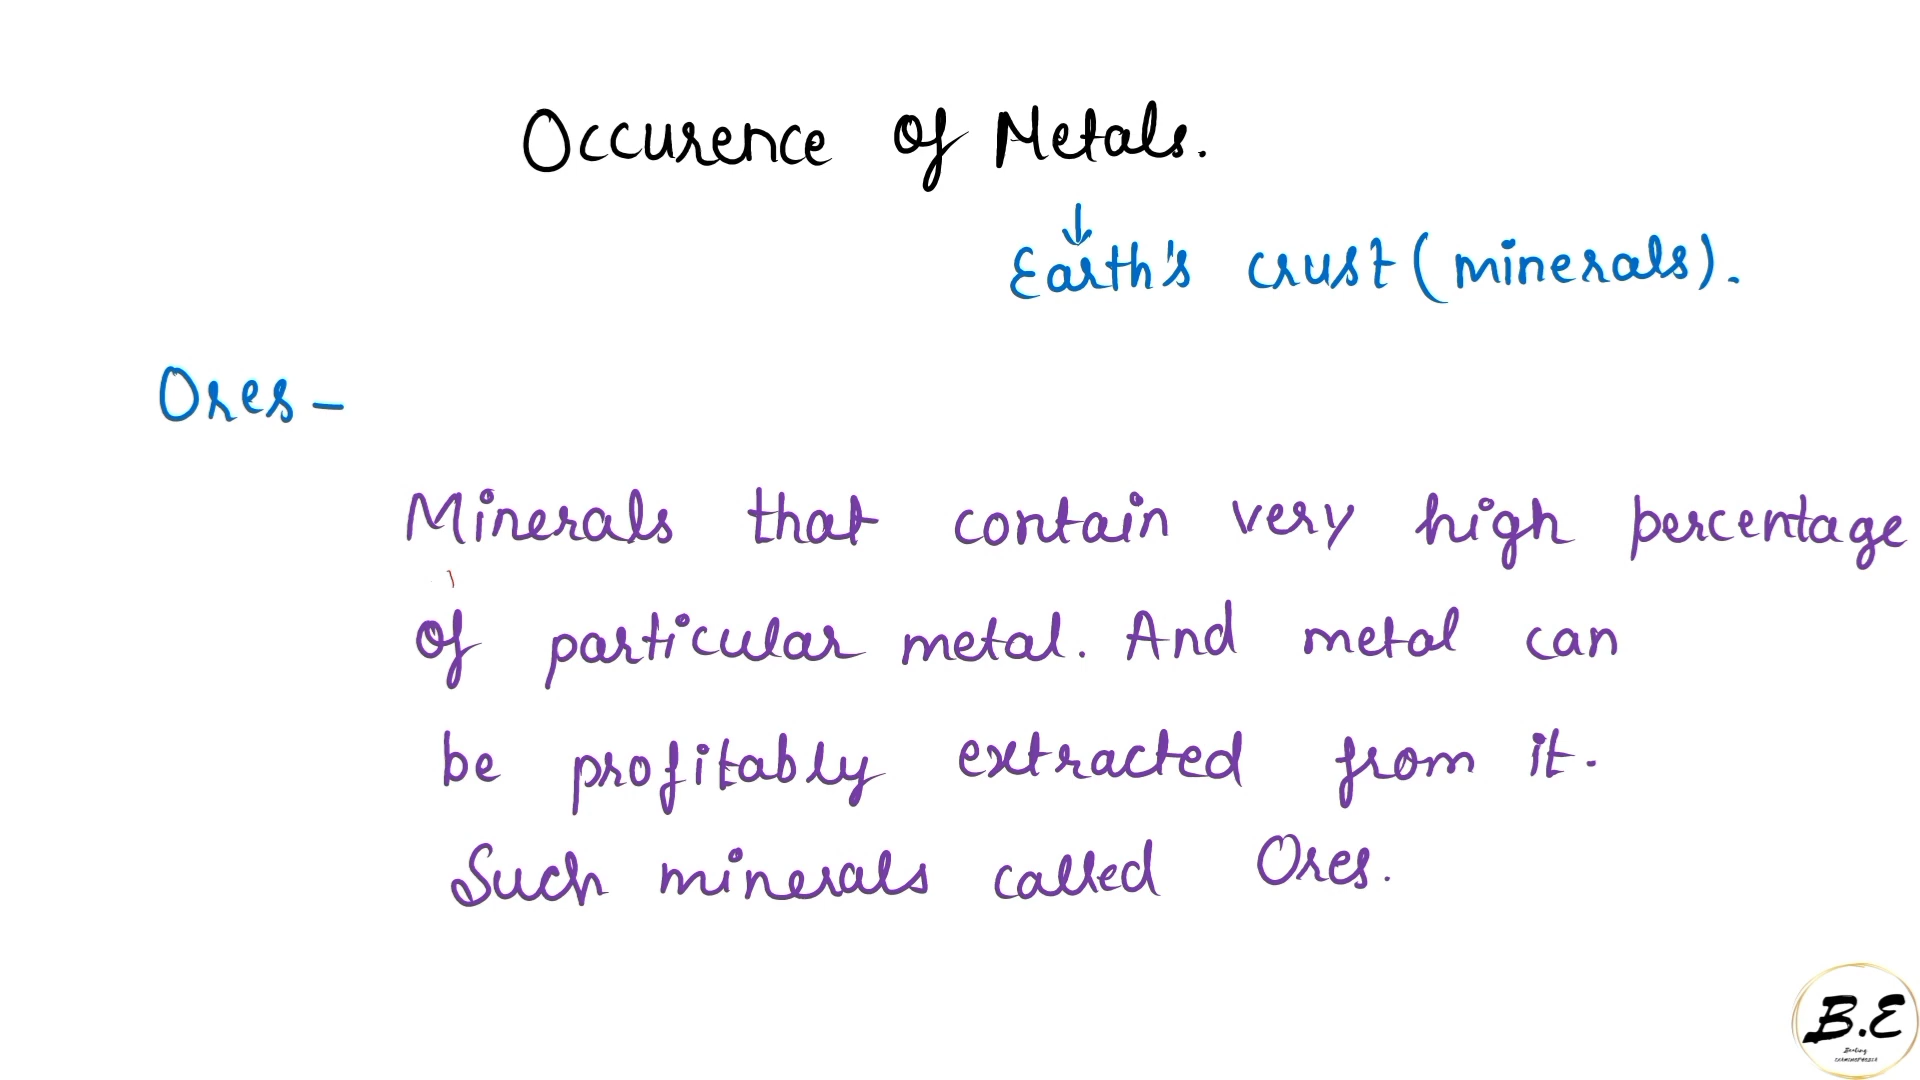 Occurence of Metals.
↓
Earth's crust (minerals).
Ores -
Minerals that contain very high percentage
of particular metal. And metal can
be profitably extracted from it.
Such minerals called Ores.
B.E